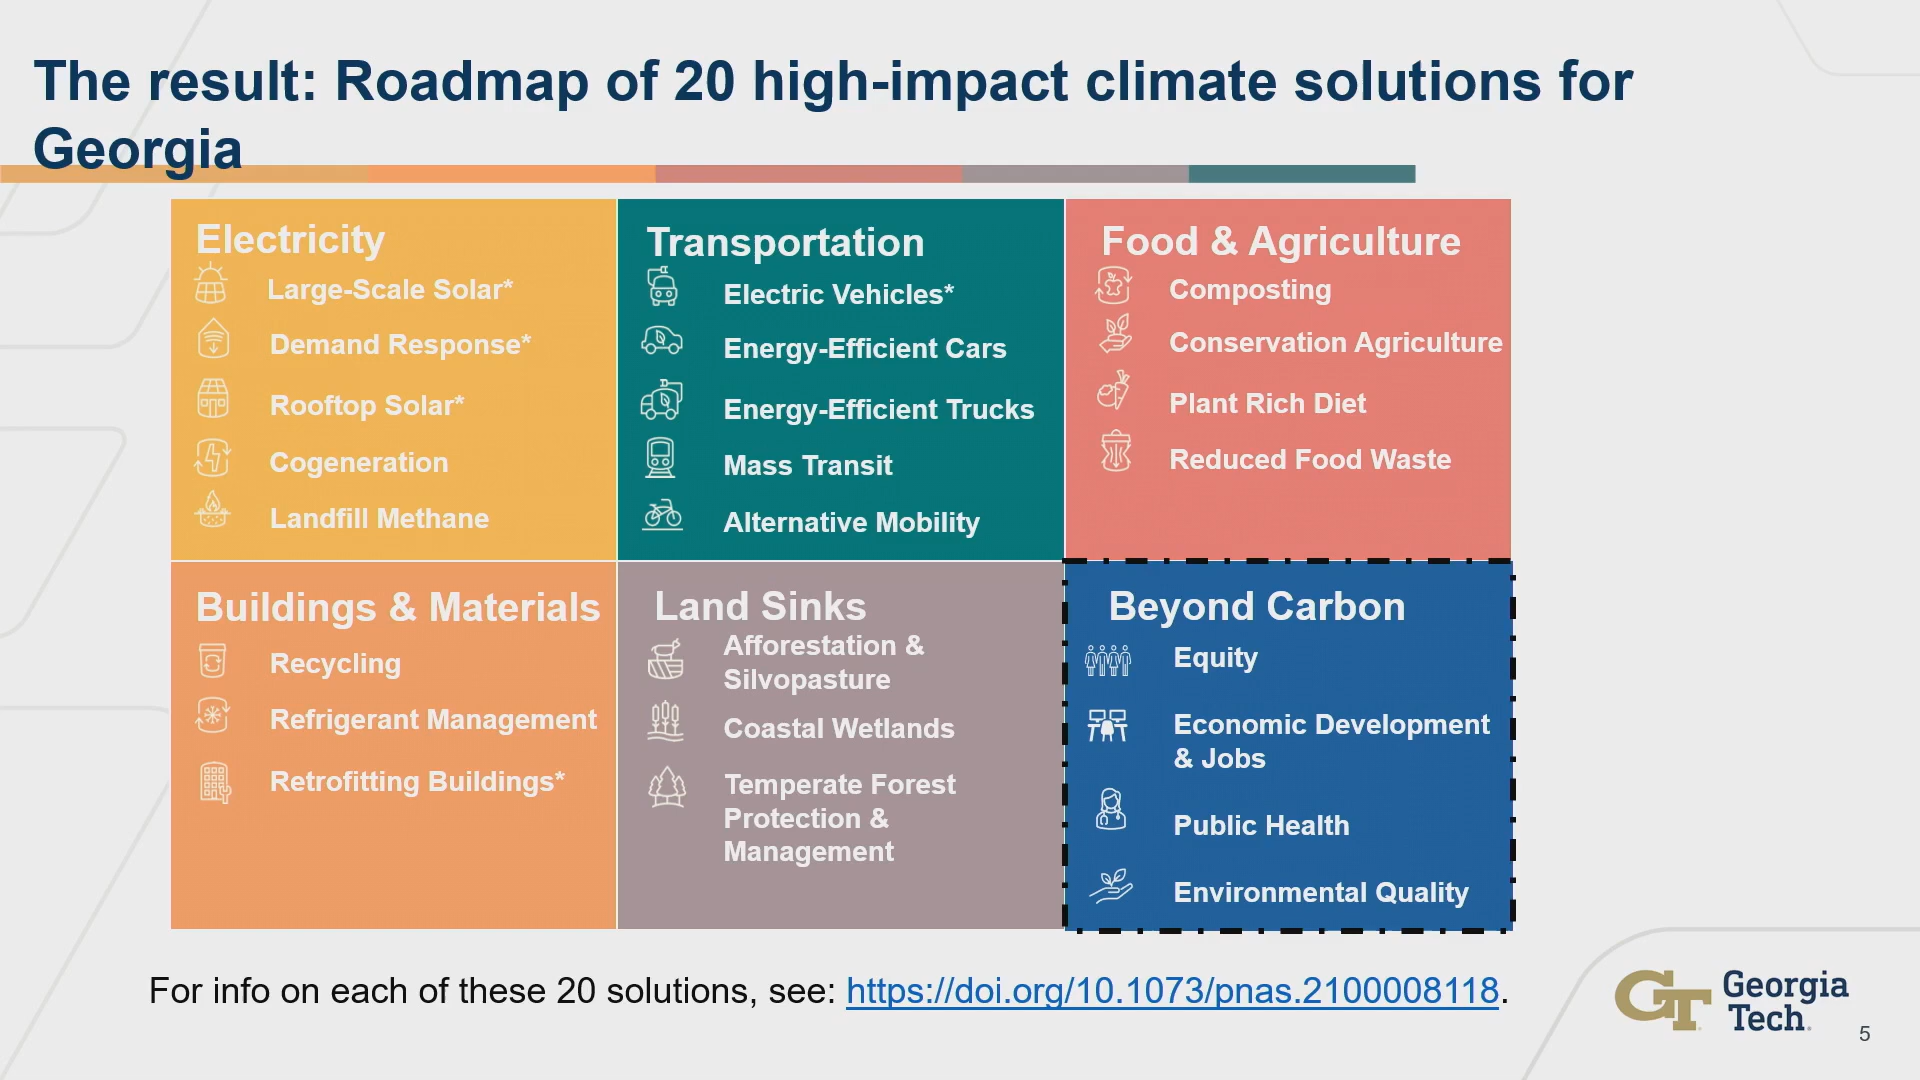 The result: Roadmap of 20 high-impact climate solutions for
Georgia
Electricity
Large-Scale Solar*
Demand Response*
Rooftop Solar*
Cogeneration
Landfill Methane
Transportation
Electric Vehicles*
Energy-Efficient Cars
Energy-Efficient Trucks
Mass Transit
Alternative Mobility
Food & Agriculture
Composting
Conservation Agriculture
Plant Rich Diet
Reduced Food Waste
Buildings & Materials
Recycling
Refrigerant Management
Retrofitting Buildings*
Land Sinks
Afforestation &
Silvopasture
Coastal Wetlands
Temperate Forest
Protection &
Management
Beyond Carbon
Equity
Economic Development
& Jobs
Public Health
Environmental Quality
For info on each of these 20 solutions, see: https://doi.org/10.1073/pnas.2100008118.
GT
Georgia
Tech.
5